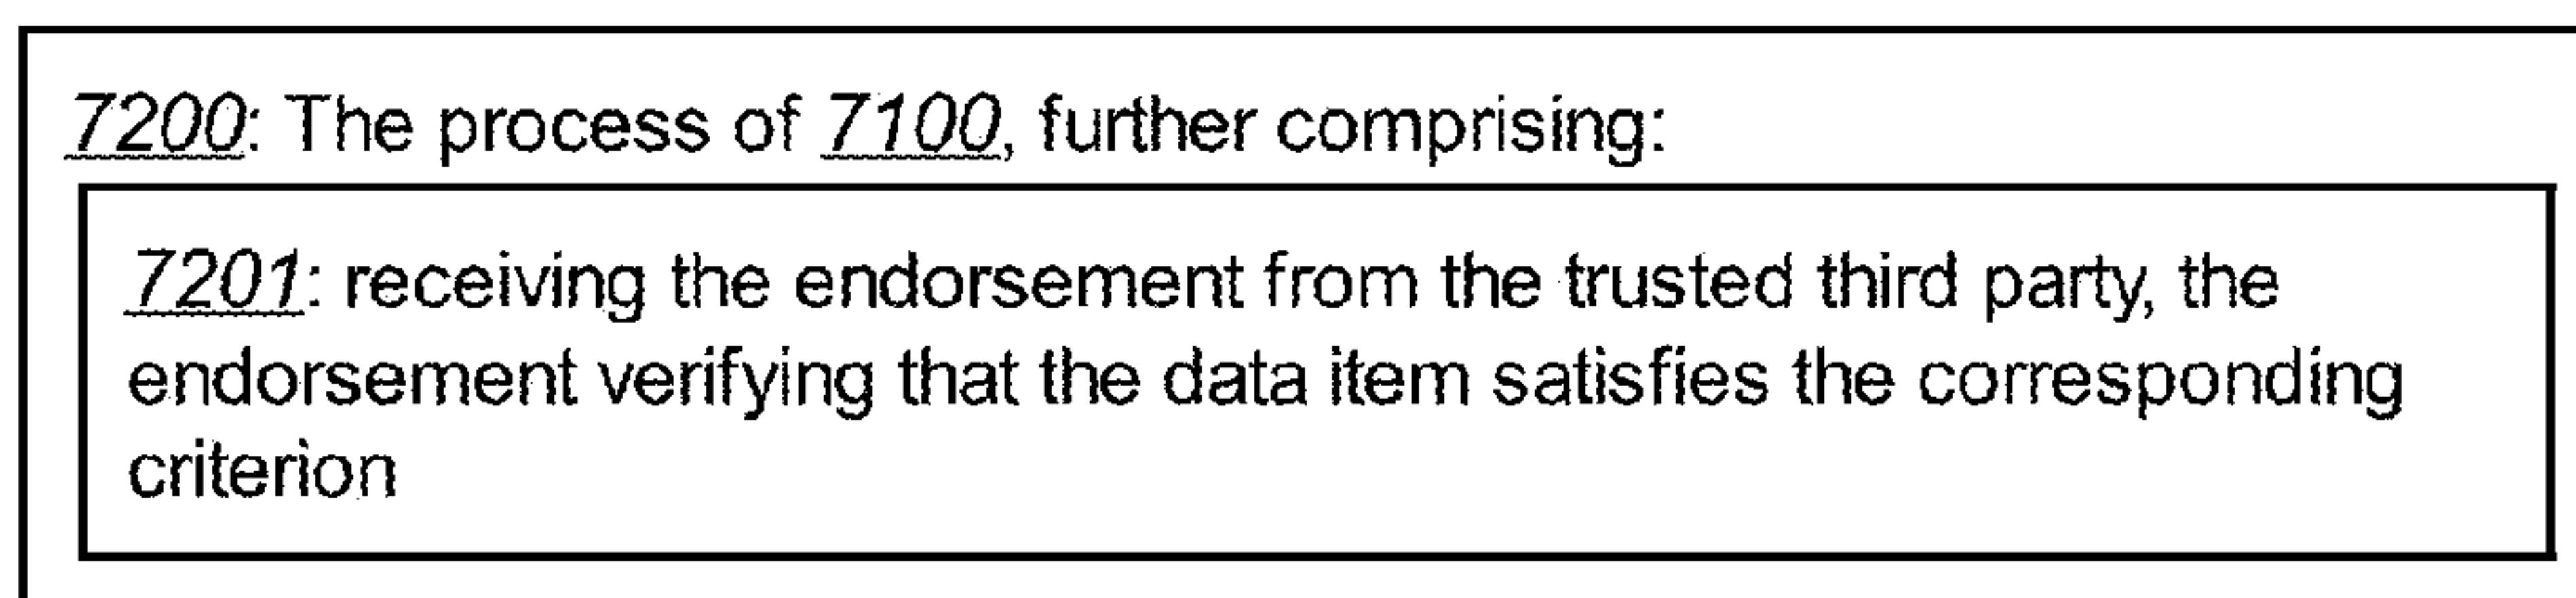 7200: The process of 7100, further comprising:
7201: receiving the endorsement from the trusted third party, the
endorsement verifying that the data item satisfies the corresponding
criterion